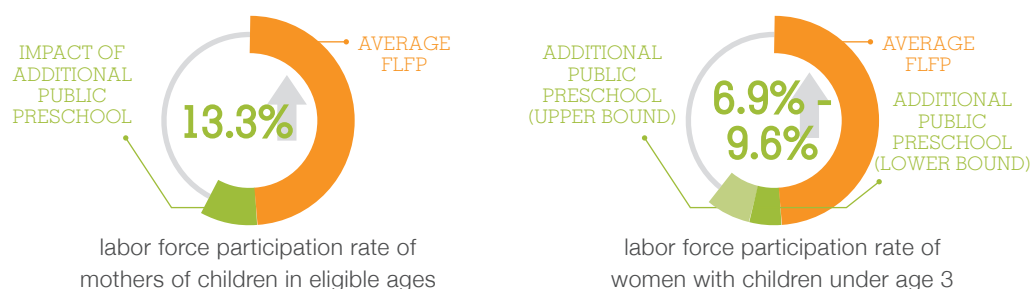 IMPACT OF
ADDITIONAL
PUBLIC
PRESCHOOL
AVERAGE
FLFP
13.3%
labor force participation rate of
mothers of children in eligible ages
ADDITIONAL
PUBLIC
PRESCHOOL
(UPPER BOUND)
AVERAGE
FLFP
6.9% -
9.6%
ADDITIONAL
PUBLIC
PRESCHOOL
(LOWER BOUND)
labor force participation rate of
women with children under age 3